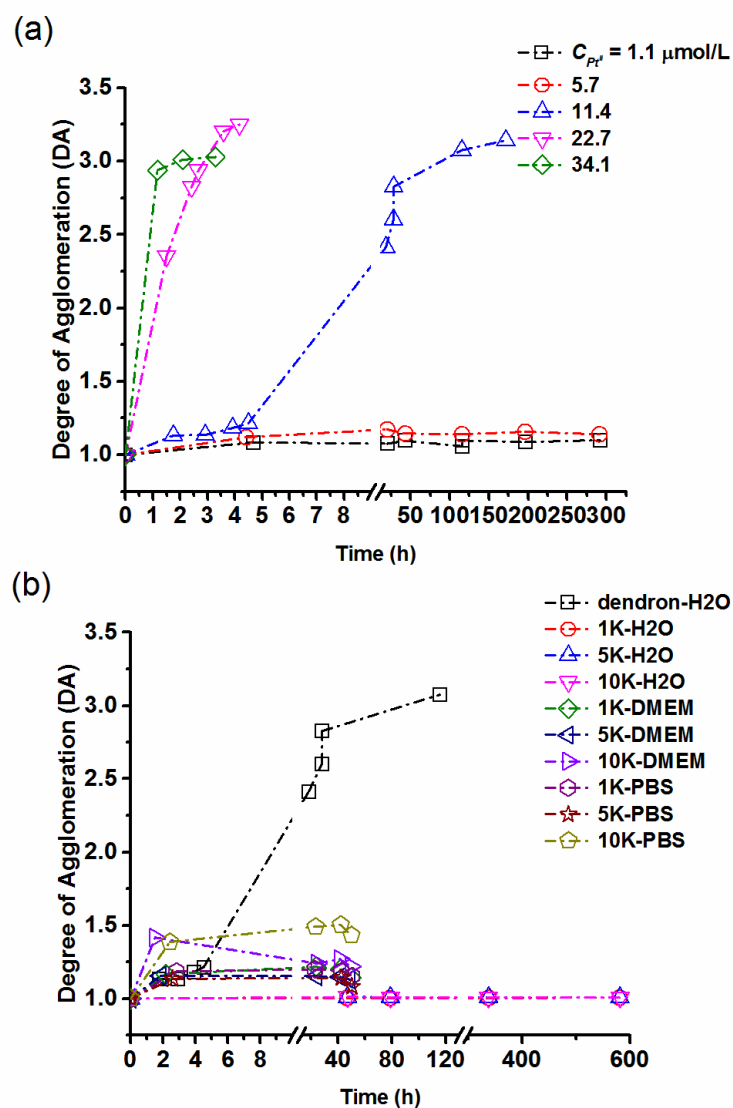 (a)
C_Pt' = 1.1 μmol/L
5.7
11.4
22.7
34.1
3.5
3.0
2.5
2.0
1.5
1.0
Degree of Agglomeration (DA)
0 1 2 3 4 5 6 7 8 50 100 150 200 250 300
Time (h)
(b)
dendron-H2O
1K-H2O
5K-H2O
10K-H2O
1K-DMEM
5K-DMEM
10K-DMEM
1K-PBS
5K-PBS
10K-PBS
3.5
3.0
2.5
2.0
1.5
1.0
Degree of Agglomeration (DA)
0 2 4 6 8 40 80 120 400 600
Time (h)